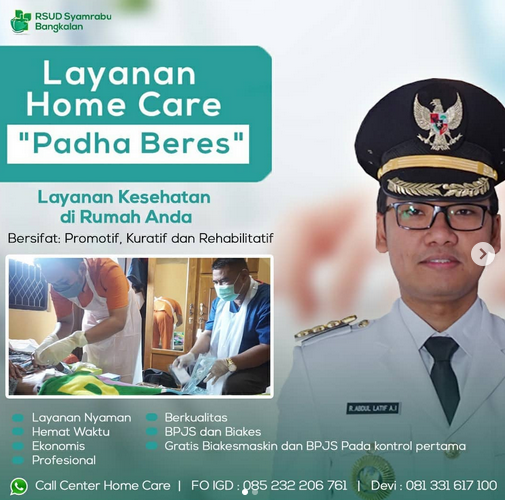 RSUD Syamrabu
Bangkalan
Layanan
Home Care
"Padha Beres"
Layanan Kesehatan
di Rumah Anda
Bersifat: Promotif, Kuratif dan Rehabilitatif
R. ABDUL LATIF A.I
Layanan Nyaman
Hemat Waktu
Ekonomis
Profesional
Berkualitas
BPJS dan Biakes
Gratis Biakesmaskin dan BPJS Pada kontrol pertama
Call Center Home Care | FO IGD : 085 232 206 761 | Devi : 081 331 617 100